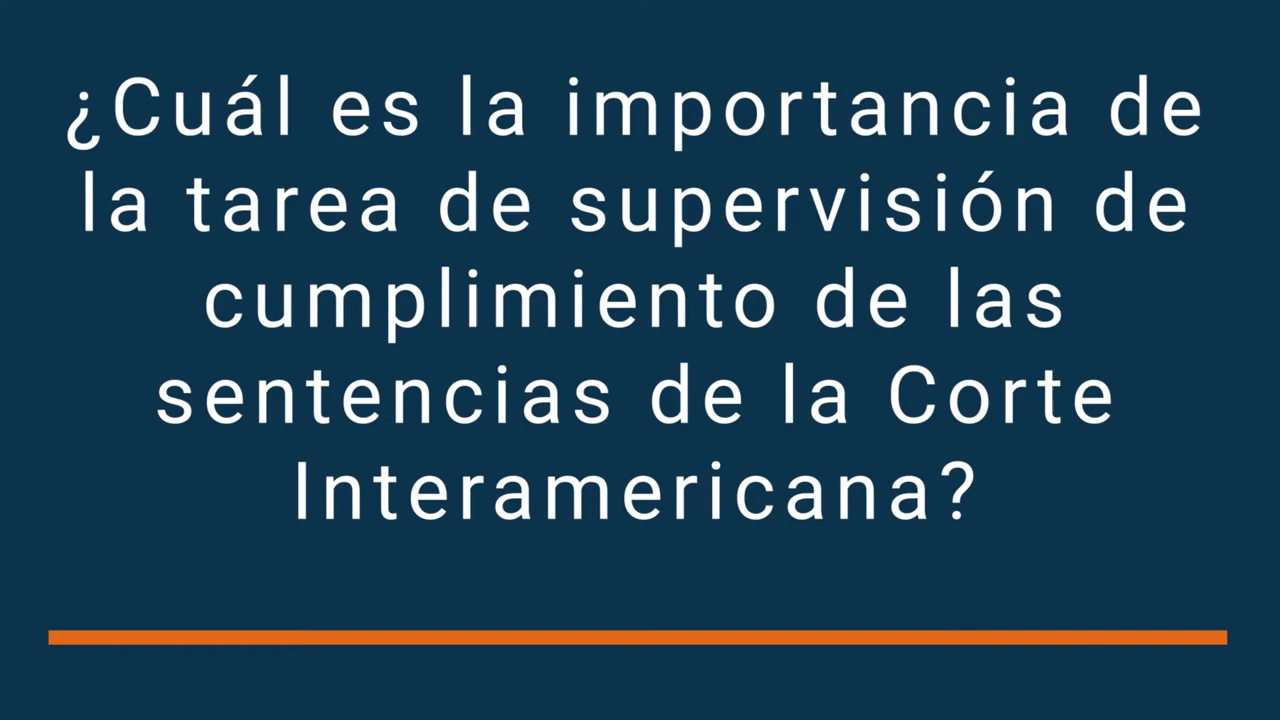 ¿Cuál es la importancia de
la tarea de supervisión de
cumplimiento de las
sentencias de la Corte
Interamericana?